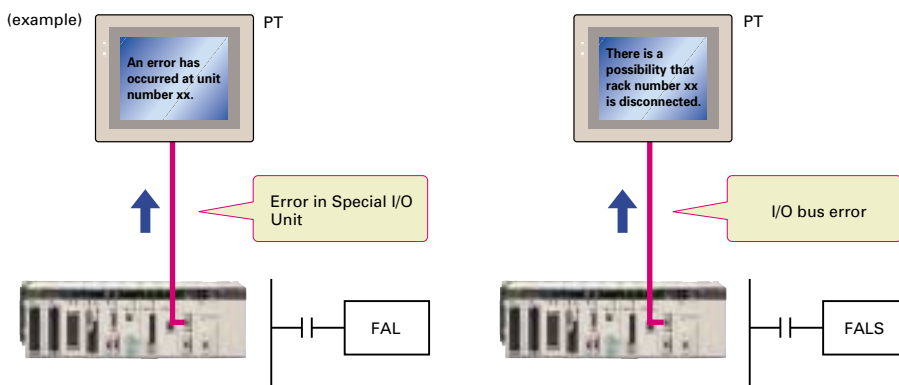 (example)
PT
An error has
occurred at unit
number xx.
Error in Special I/O
Unit
FAL
PT
There is a
possibility that
rack number xx
is disconnected.
I/O bus error
FALS